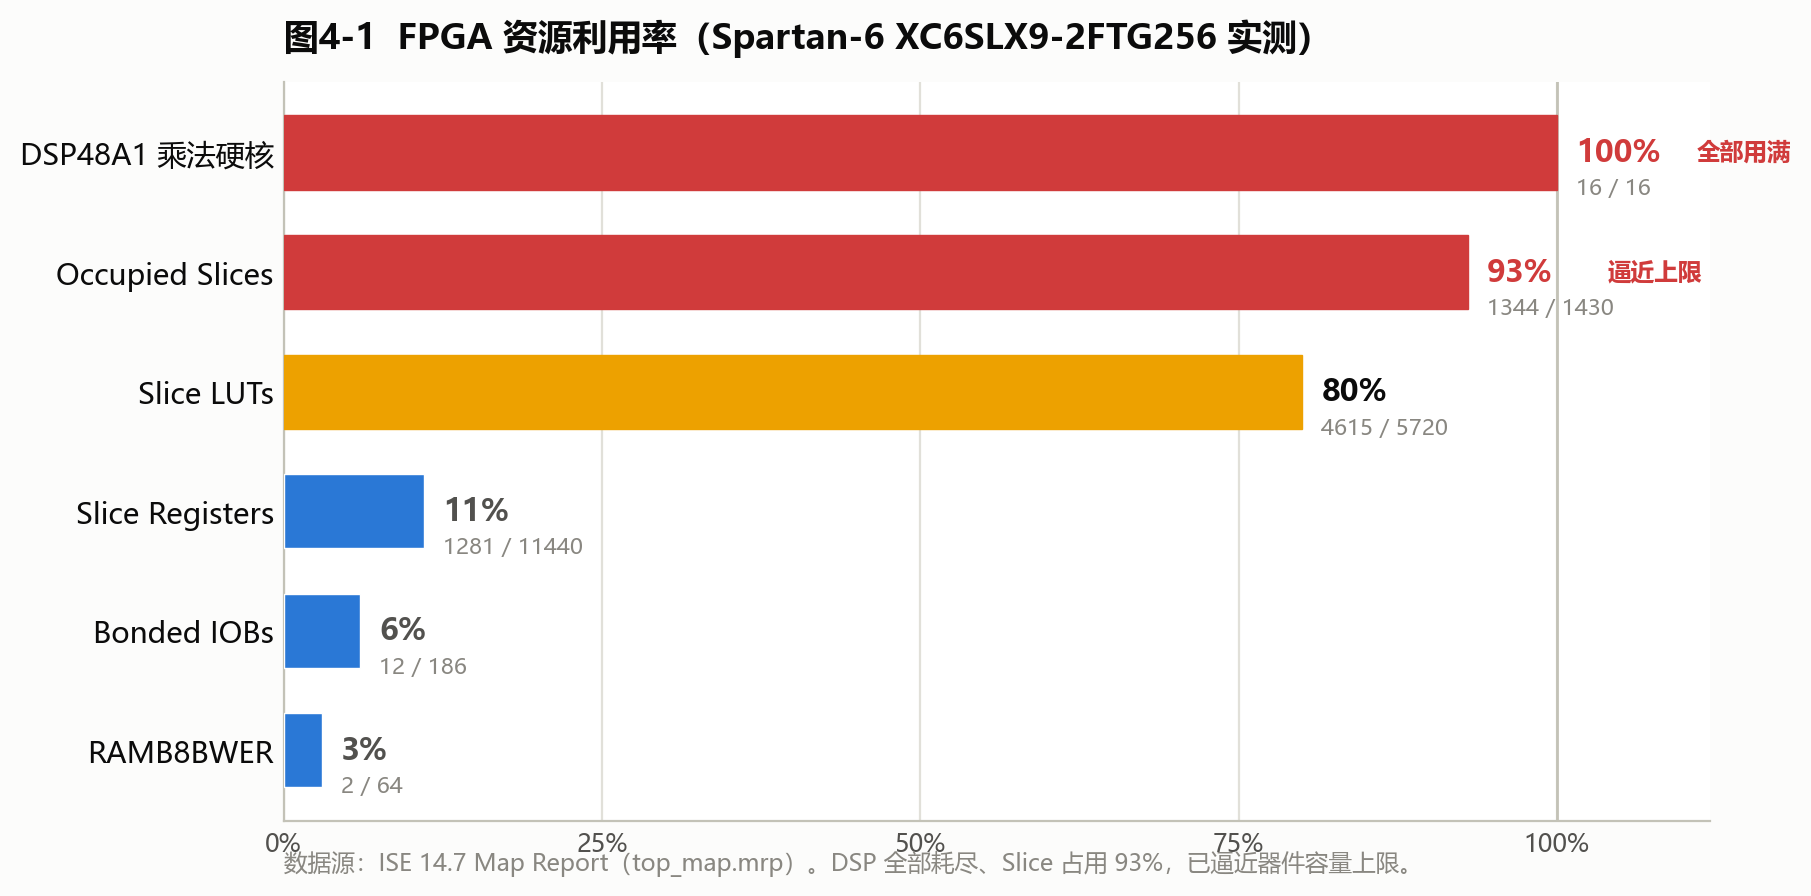 图4-1 FPGA 资源利用率（Spartan-6 XC6SLX9-2FTG256 实测）
DSP48A1 乘法硬核
100% 全部用满
16 / 16
Occupied Slices
93% 逼近上限
1344 / 1430
Slice LUTs
80%
4615 / 5720
Slice Registers
11%
1281 / 11440
Bonded IOBs
6%
12 / 186
RAMB8BWER
3%
2 / 64
0% 25% 50% 75% 100%
数据源：ISE 14.7 Map Report（top_map.mrp）。DSP 全部耗尽、Slice 占用 93%，已逼近器件容量上限。